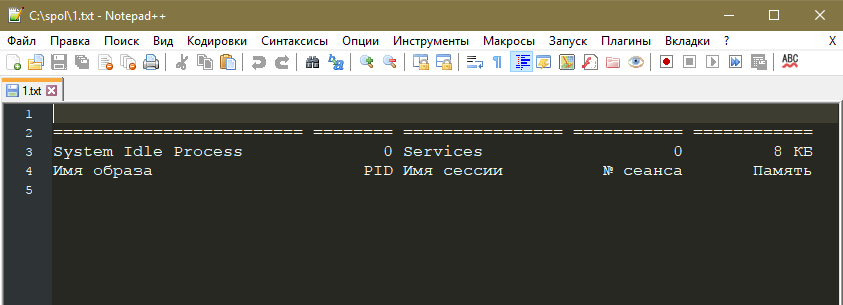 C:\spol\1.txt - Notepad++
Файл Правка Поиск Вид Кодировки Синтаксисы Опции Инструменты Макросы Запуск Плагины Вкладки ? X
ABC
1.txt
1
2 ========================= ======== ================ =========== ============
3 System Idle Process 0 Services 0 8 КБ
4 Имя образа PID Имя сессии № сеанса Память
5